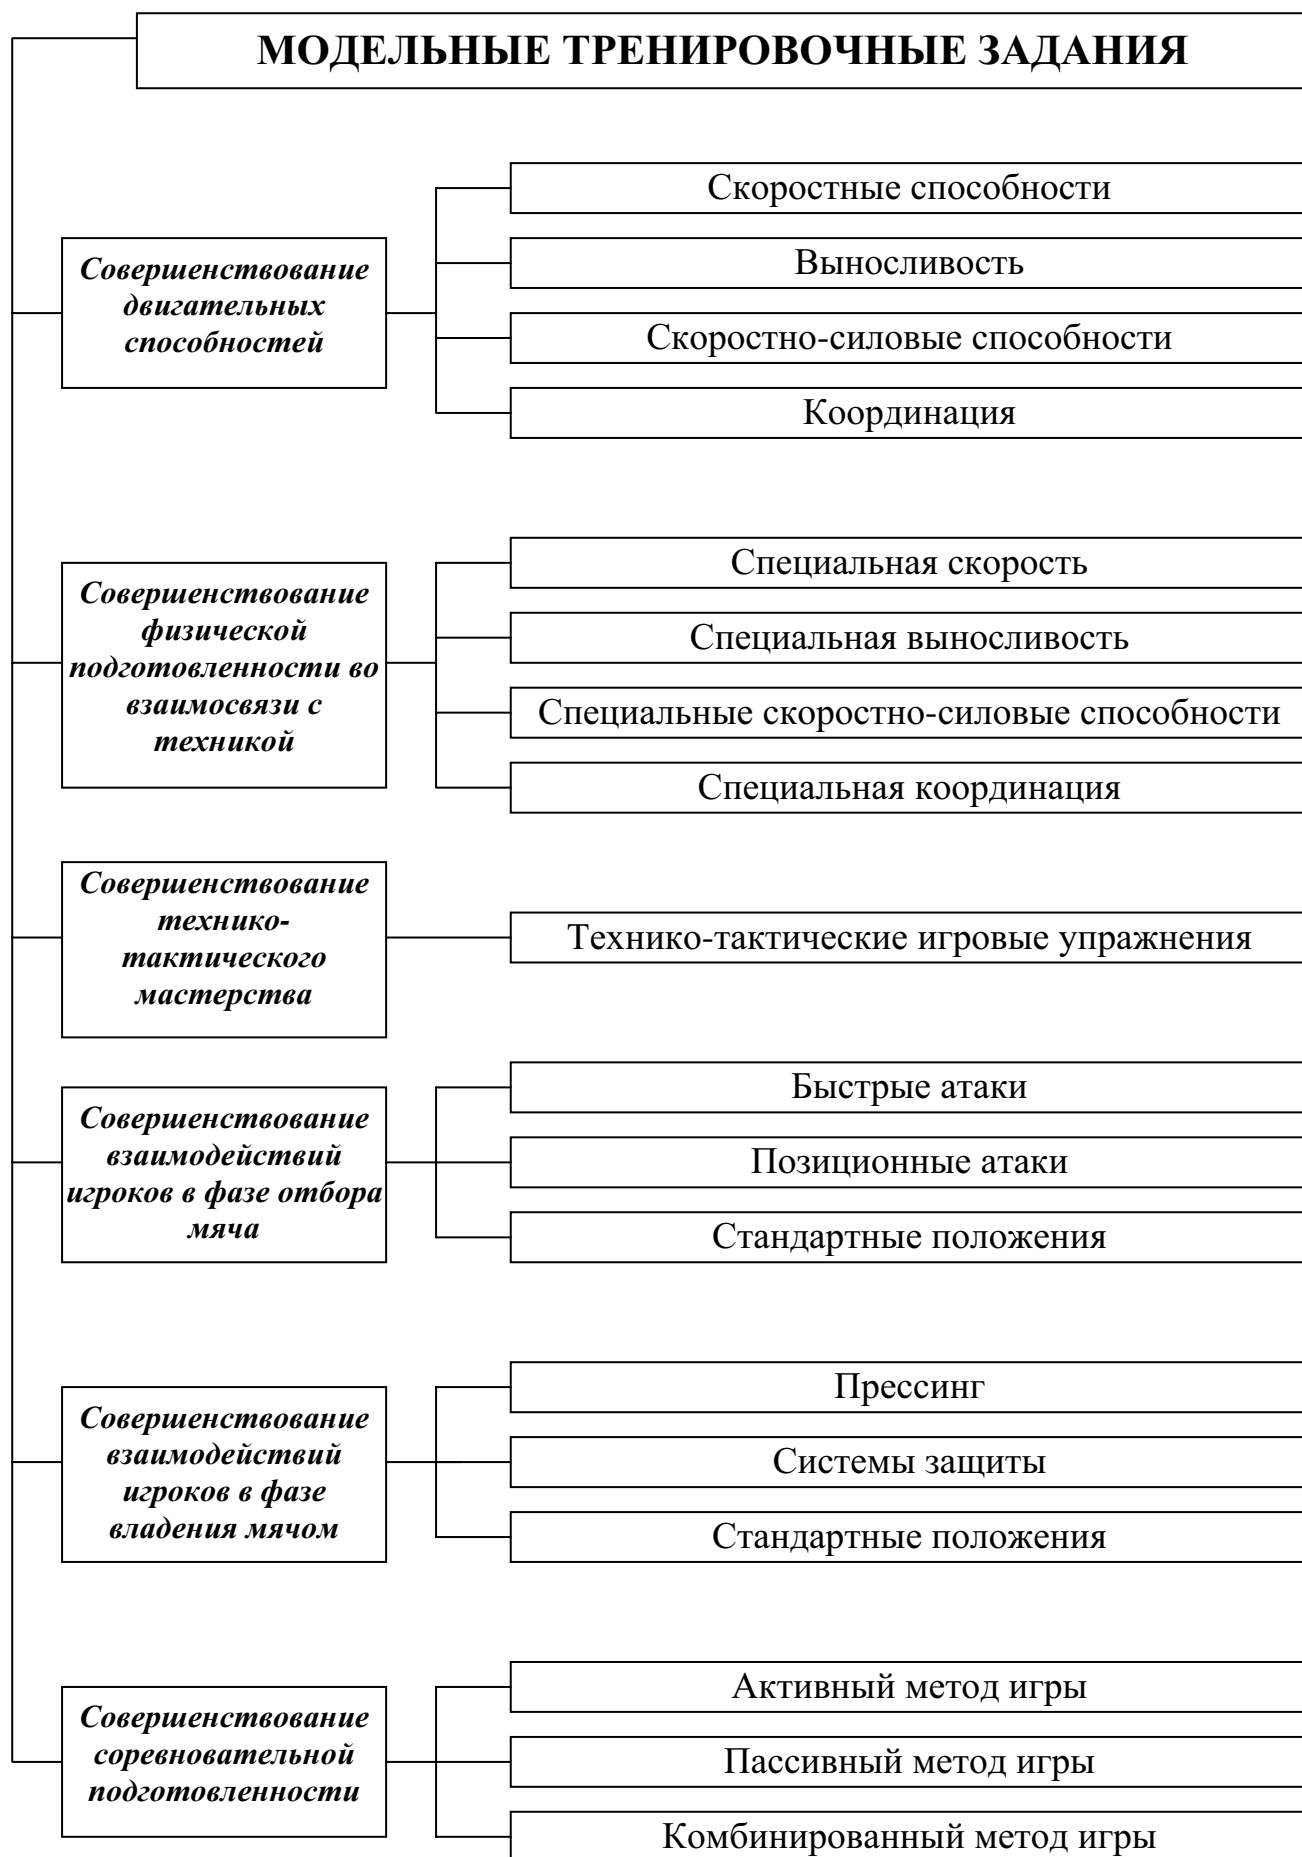 МОДЕЛЬНЫЕ ТРЕНИРОВОЧНЫЕ ЗАДАНИЯ
Совершенствование
двигательных
способностей
Скоростные способности
Выносливость
Скоростно-силовые способности
Координация
Совершенствование
физической
подготовленности во
взаимосвязи с
техникой
Специальная скорость
Специальная выносливость
Специальные скоростно-силовые способности
Специальная координация
Совершенствование
технико-
тактического
мастерства
Технико-тактические игровые упражнения
Совершенствование
взаимодействий
игроков в фазе отбора
мяча
Быстрые атаки
Позиционные атаки
Стандартные положения
Совершенствование
взаимодействий
игроков в фазе
владения мячом
Прессинг
Системы защиты
Стандартные положения
Совершенствование
соревновательной
подготовленности
Активный метод игры
Пассивный метод игры
Комбинированный метод игры